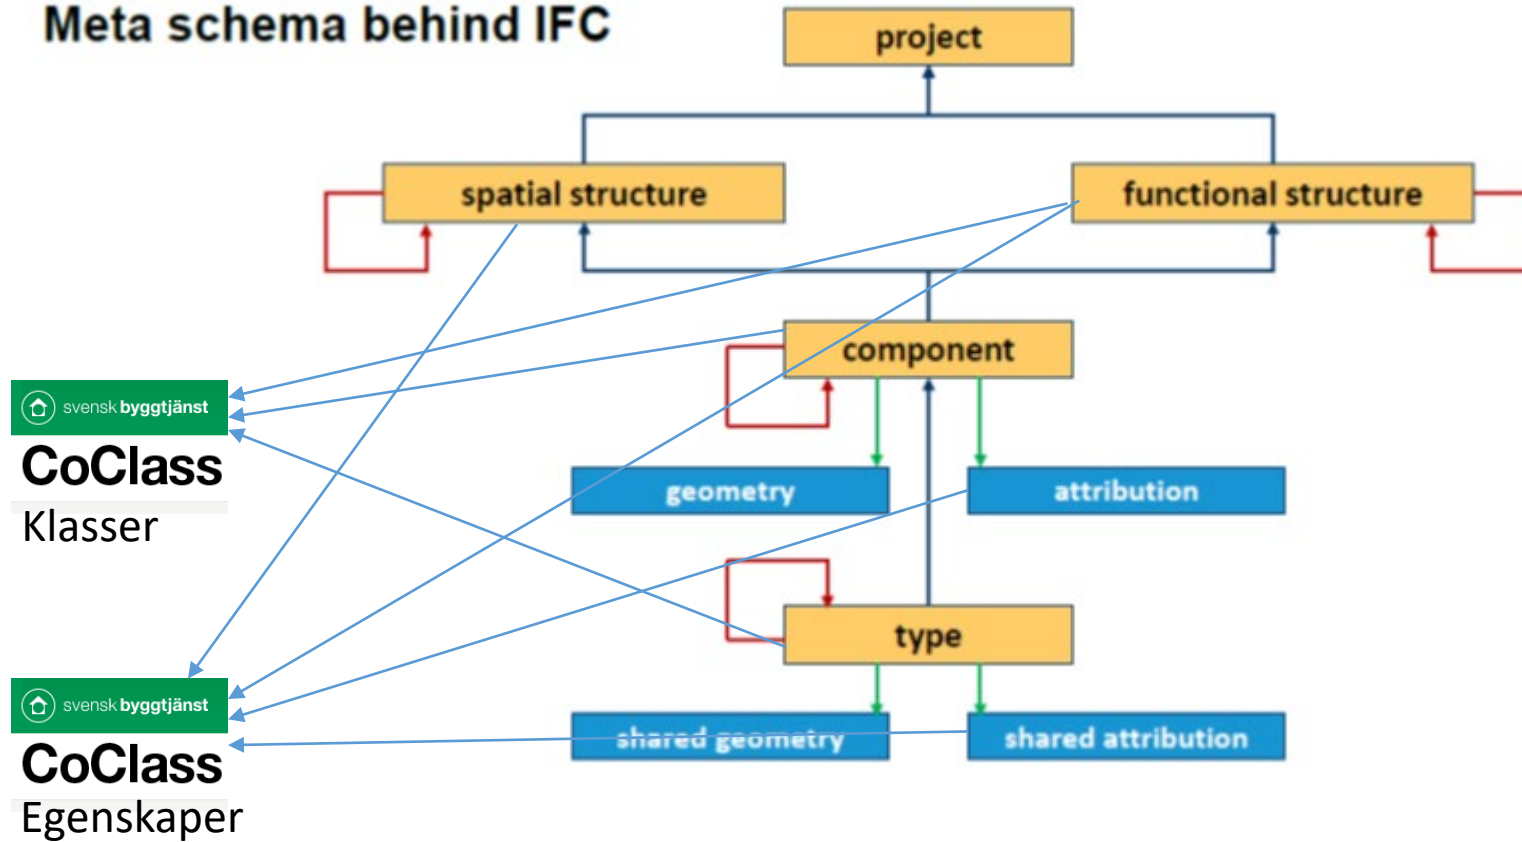 Meta schema behind IFC
project
spatial structure
functional structure
component
svensk byggtjänst
CoClass
Klasser
geometry
attribution
type
svensk byggtjänst
CoClass
Egenskaper
shared geometry
shared attribution